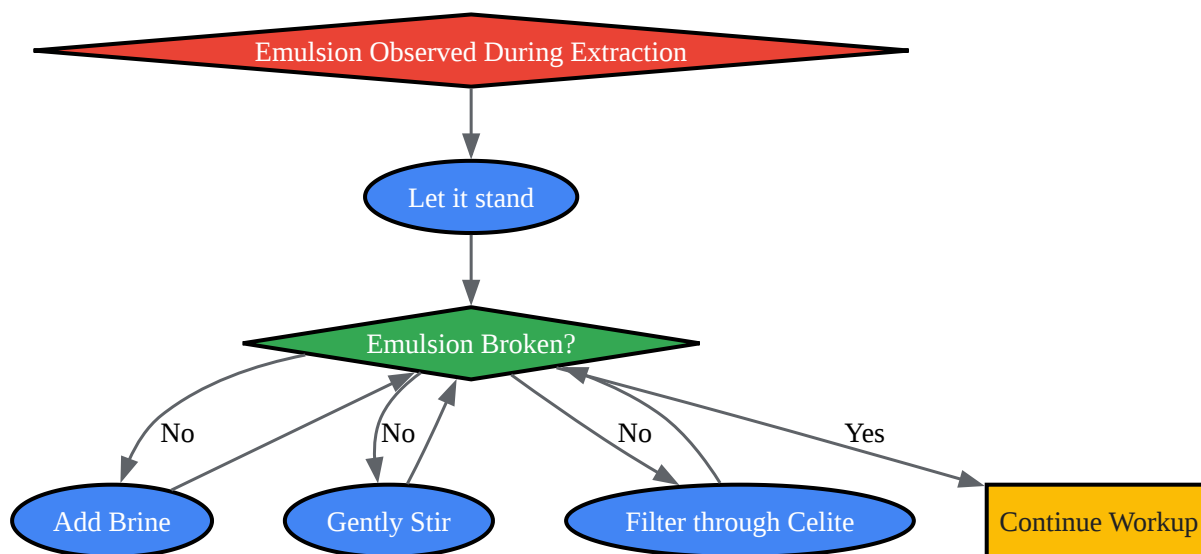 Emulsion Observed During Extraction
Let it stand
Emulsion Broken?
No
No
No
Yes
Add Brine
Gently Stir
Filter through Celite
Continue Workup